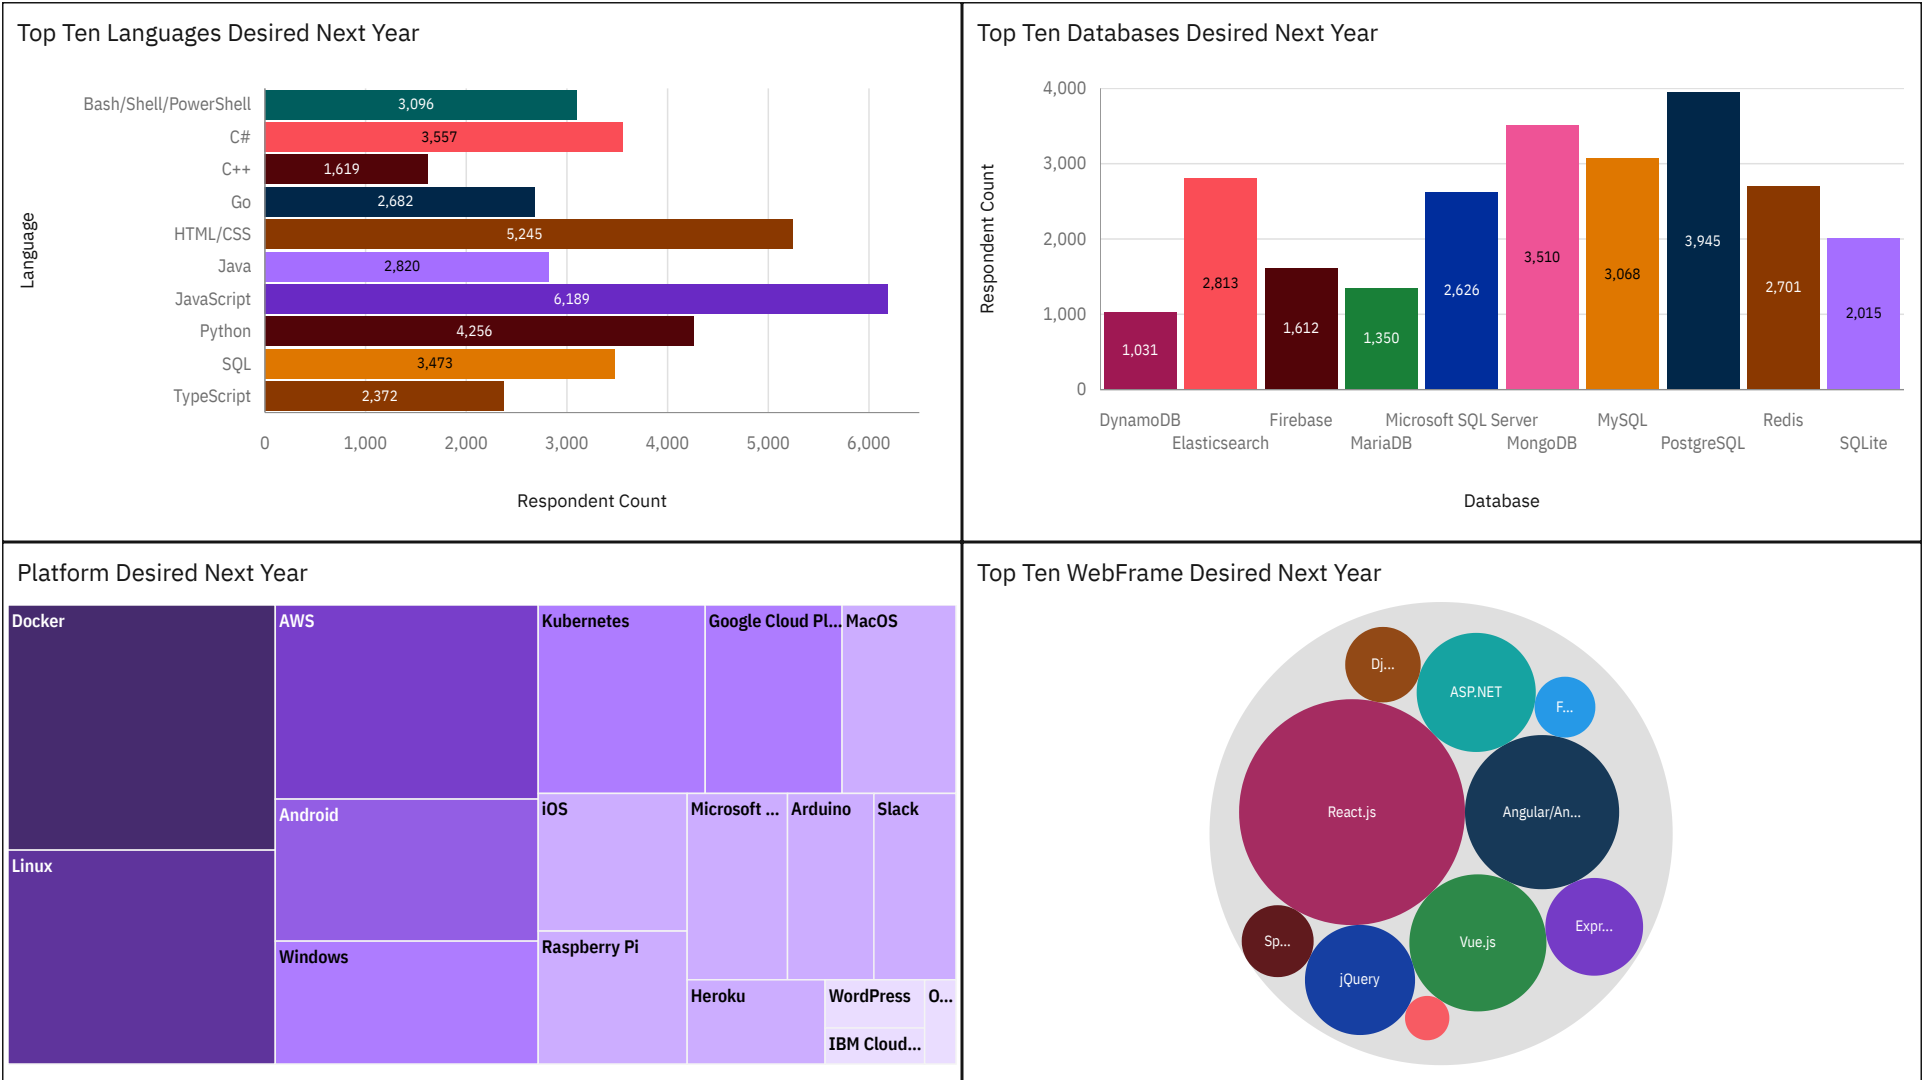 Top Ten Languages Desired Next Year
Language
Bash/Shell/PowerShell
3,096
C#
3,557
C++
1,619
Go
2,682
HTML/CSS
5,245
Java
2,820
JavaScript
6,189
Python
4,256
SQL
3,473
TypeScript
2,372
0 1,000 2,000 3,000 4,000 5,000 6,000
Respondent Count
Top Ten Databases Desired Next Year
Respondent Count
4,000
3,000
2,000
1,000
0
1,031
2,813
1,612
1,350
2,626
3,510
3,068
3,945
2,701
2,015
DynamoDB Firebase Microsoft SQL Server MySQL Redis
Elasticsearch MariaDB MongoDB PostgreSQL SQLite
Database
Platform Desired Next Year
Docker
Linux
AWS
Android
Windows
Kubernetes
Google Cloud Pl...
MacOS
iOS
Raspberry Pi
Microsoft ...
Arduino
Slack
Heroku
WordPress
IBM Cloud...
O...
Top Ten WebFrame Desired Next Year
Dj...
ASP.NET
F...
React.js
Angular/An...
Sp...
jQuery
Vue.js
Expr...